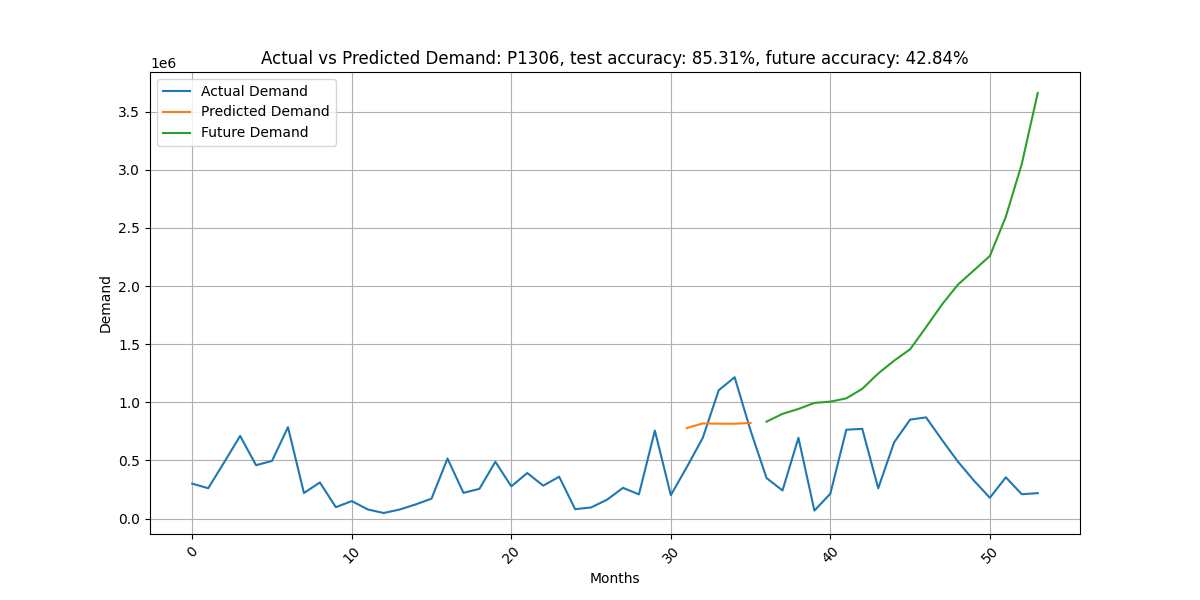 Actual vs Predicted Demand: P1306, test accuracy: 85.31%, future accuracy: 42.84%
1e6
Actual Demand
Predicted Demand
Future Demand
3.5
3.0
2.5
2.0
1.5
1.0
0.5
0.0
Demand
0 10 20 30 40 50
Months